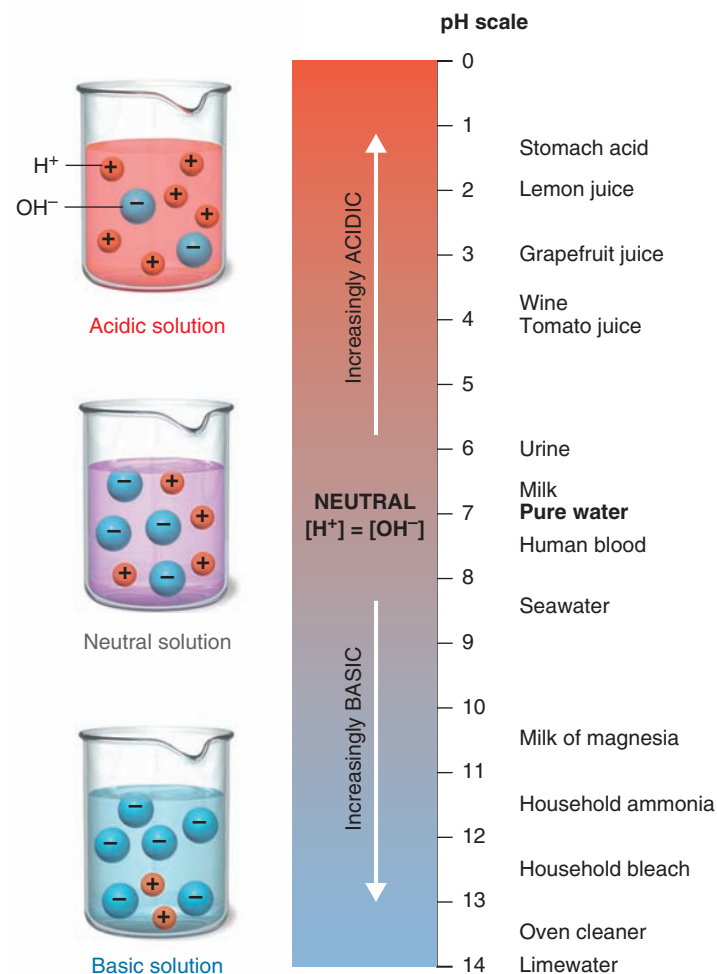 pH scale
H⁺
OH⁻
+
+
−
+
+
+
−
+
Acidic solution
−
+
+
−
−
+
+
−
Neutral solution
−
−
−
−
+
−
−
+
Basic solution
Increasingly ACIDIC
NEUTRAL
[H⁺] = [OH⁻]
Increasingly BASIC
0
1
Stomach acid
2
Lemon juice
3
Grapefruit juice
Wine
4
Tomato juice
5
6
Urine
Milk
7
Pure water
Human blood
8
Seawater
9
10
Milk of magnesia
11
Household ammonia
12
Household bleach
13
Oven cleaner
14
Limewater